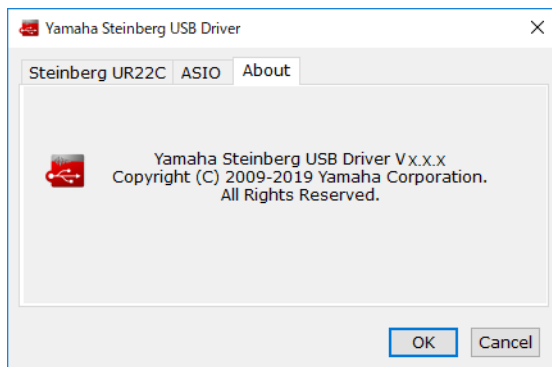 Yamaha Steinberg USB Driver
Steinberg UR22C ASIO About
Yamaha Steinberg USB Driver Vx.x.x
Copyright (C) 2009-2019 Yamaha Corporation.
All Rights Reserved.
OK Cancel